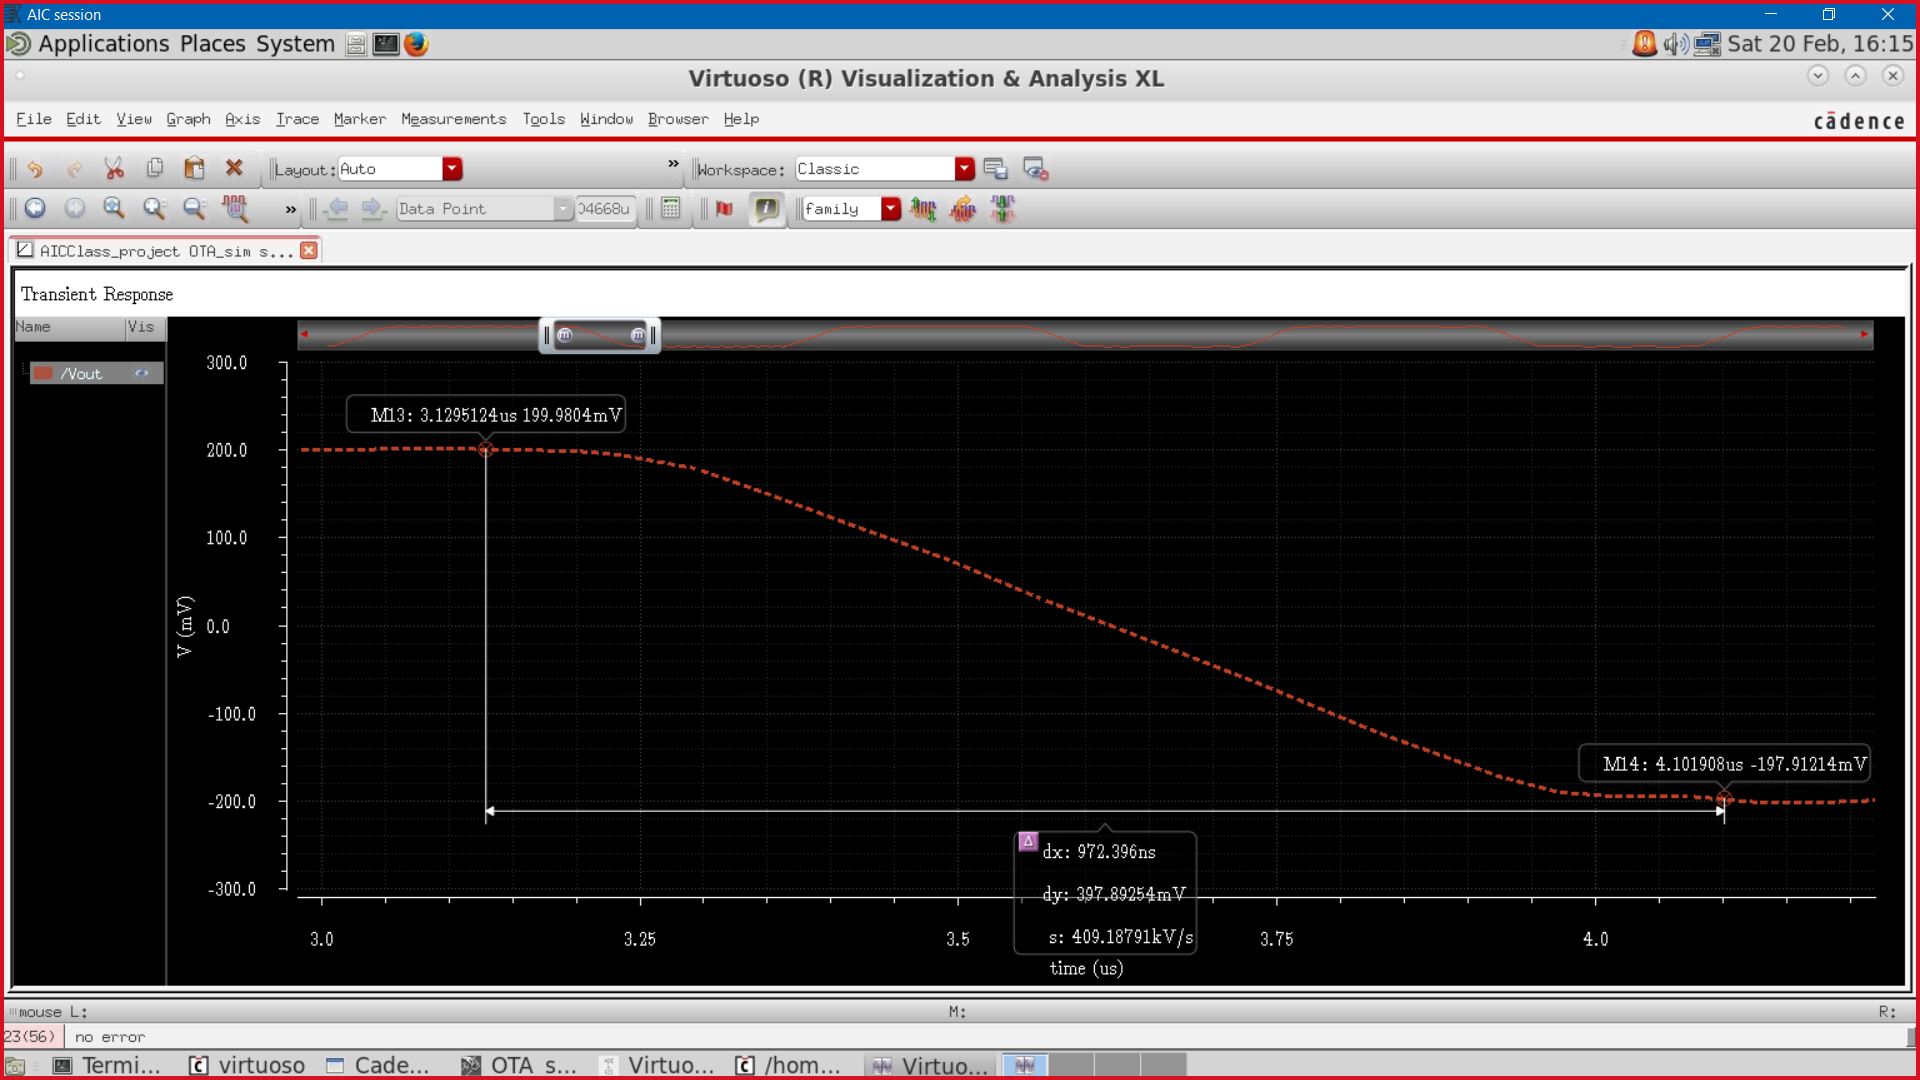 AIC session
Applications Places System
Sat 20 Feb, 16:15
Virtuoso (R) Visualization & Analysis XL
File Edit View Graph Axis Trace Marker Measurements Tools Window Browser Help
cādence
Layout: Auto » Workspace: Classic
» Data Point 04668u family
AICClass_project OTA_sim s...
Transient Response
Name Vis
/Vout
300.0
M13: 3.1295124us 199.9804mV
200.0
100.0
V (mV)
0.0
-100.0
M14: 4.101908us -197.91214mV
-200.0
dx: 972.396ns
-300.0
dy: 397.89254mV
s: 409.18791kV/s
3.0 3.25 3.5 3.75 4.0
time (us)
mouse L: M: R:
23(56) no error
Termi... virtuoso Cade... OTA s... Virtuo... /hom... Virtuo...